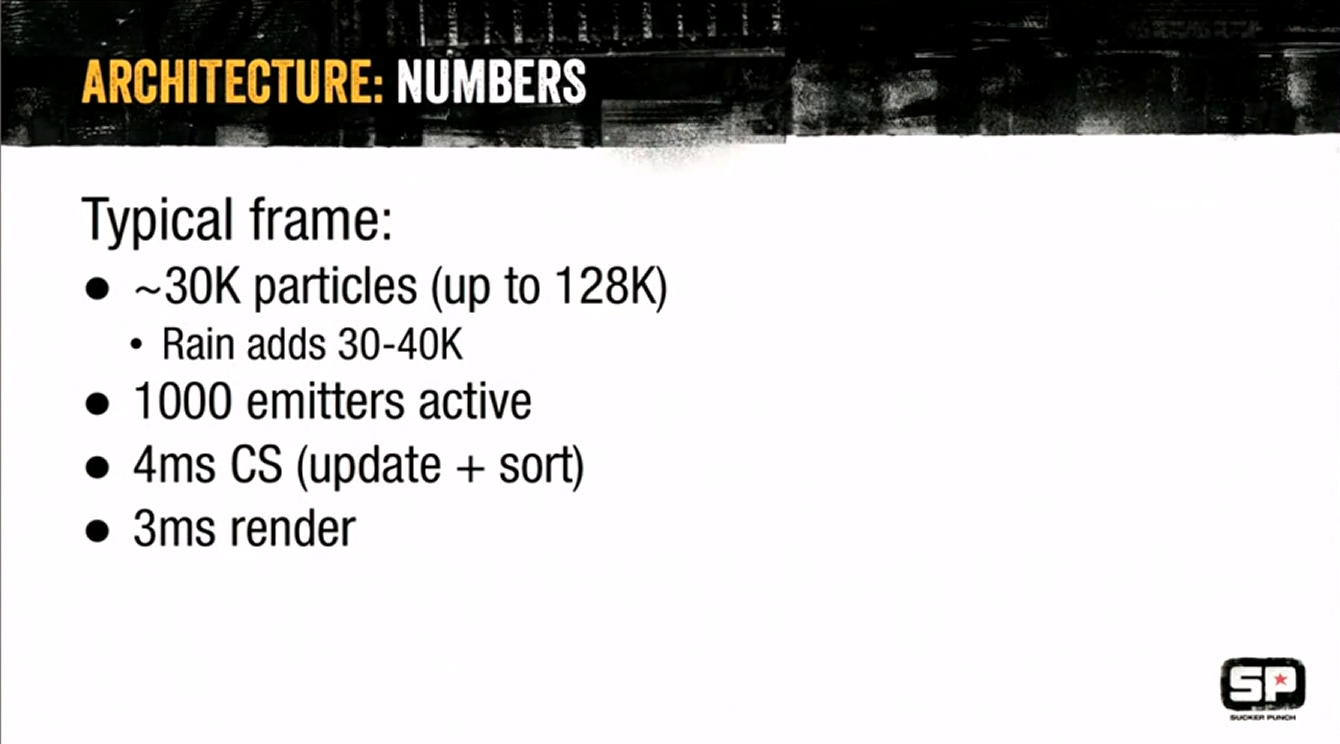 ARCHITECTURE: NUMBERS
Typical frame:
● ~30K particles (up to 128K)
• Rain adds 30-40K
● 1000 emitters active
● 4ms CS (update + sort)
● 3ms render
SP
SUCKER PUNCH